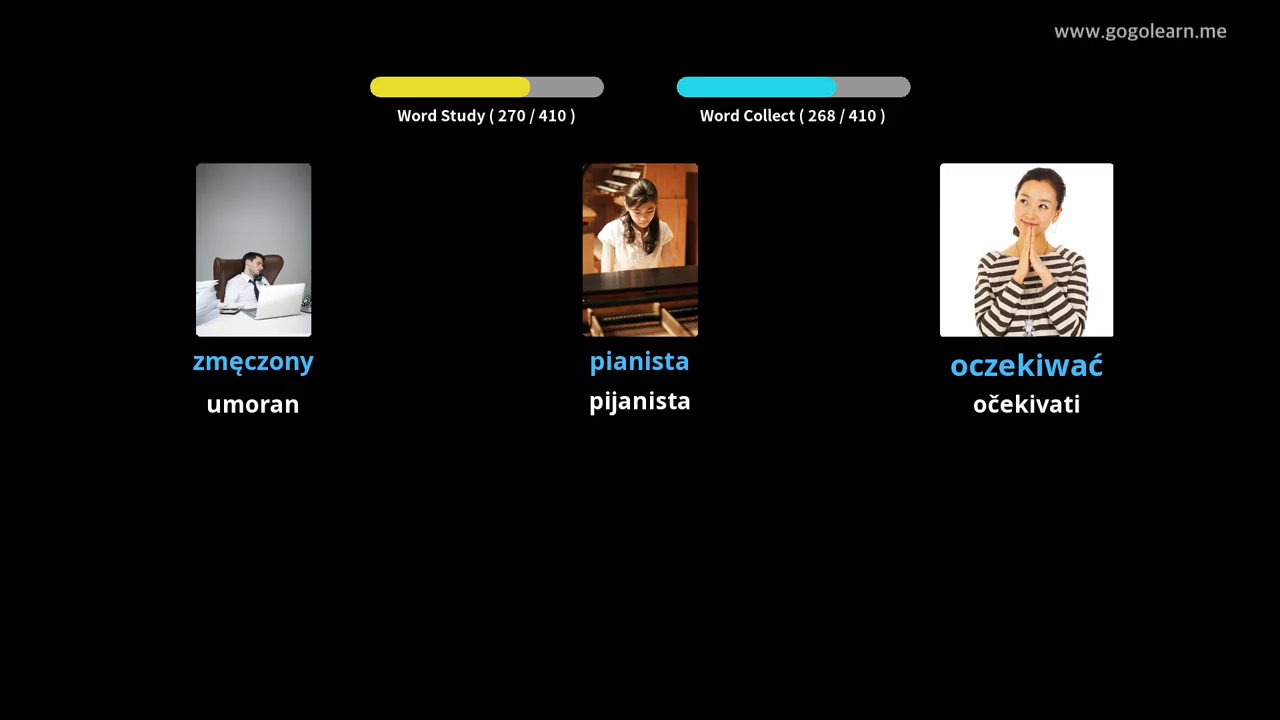 www.gogolearn.me
Word Study ( 270 / 410 )
Word Collect ( 268 / 410 )
zmęczony
pianista
oczekiwać
umoran
pijanista
očekivati